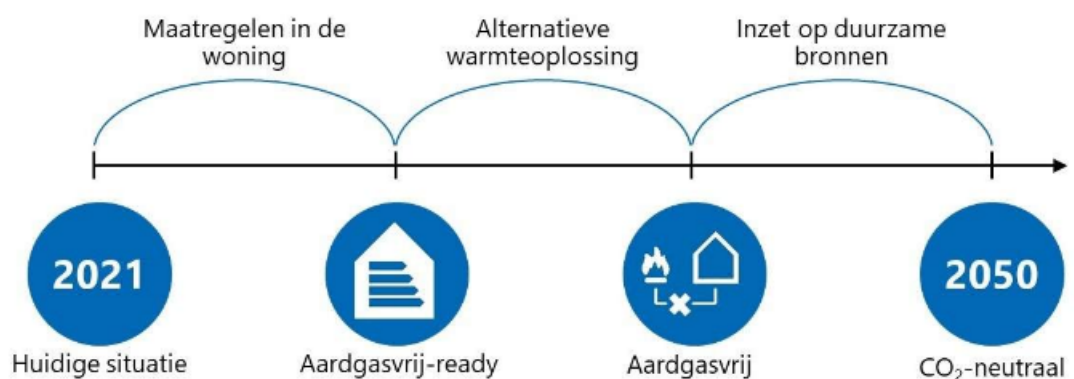 Maatregelen in de
woning
Alternatieve
warmteoplossing
Inzet op duurzame
bronnen
2021
2050
Huidige situatie
Aardgasvrij-ready
Aardgasvrij
CO₂-neutraal